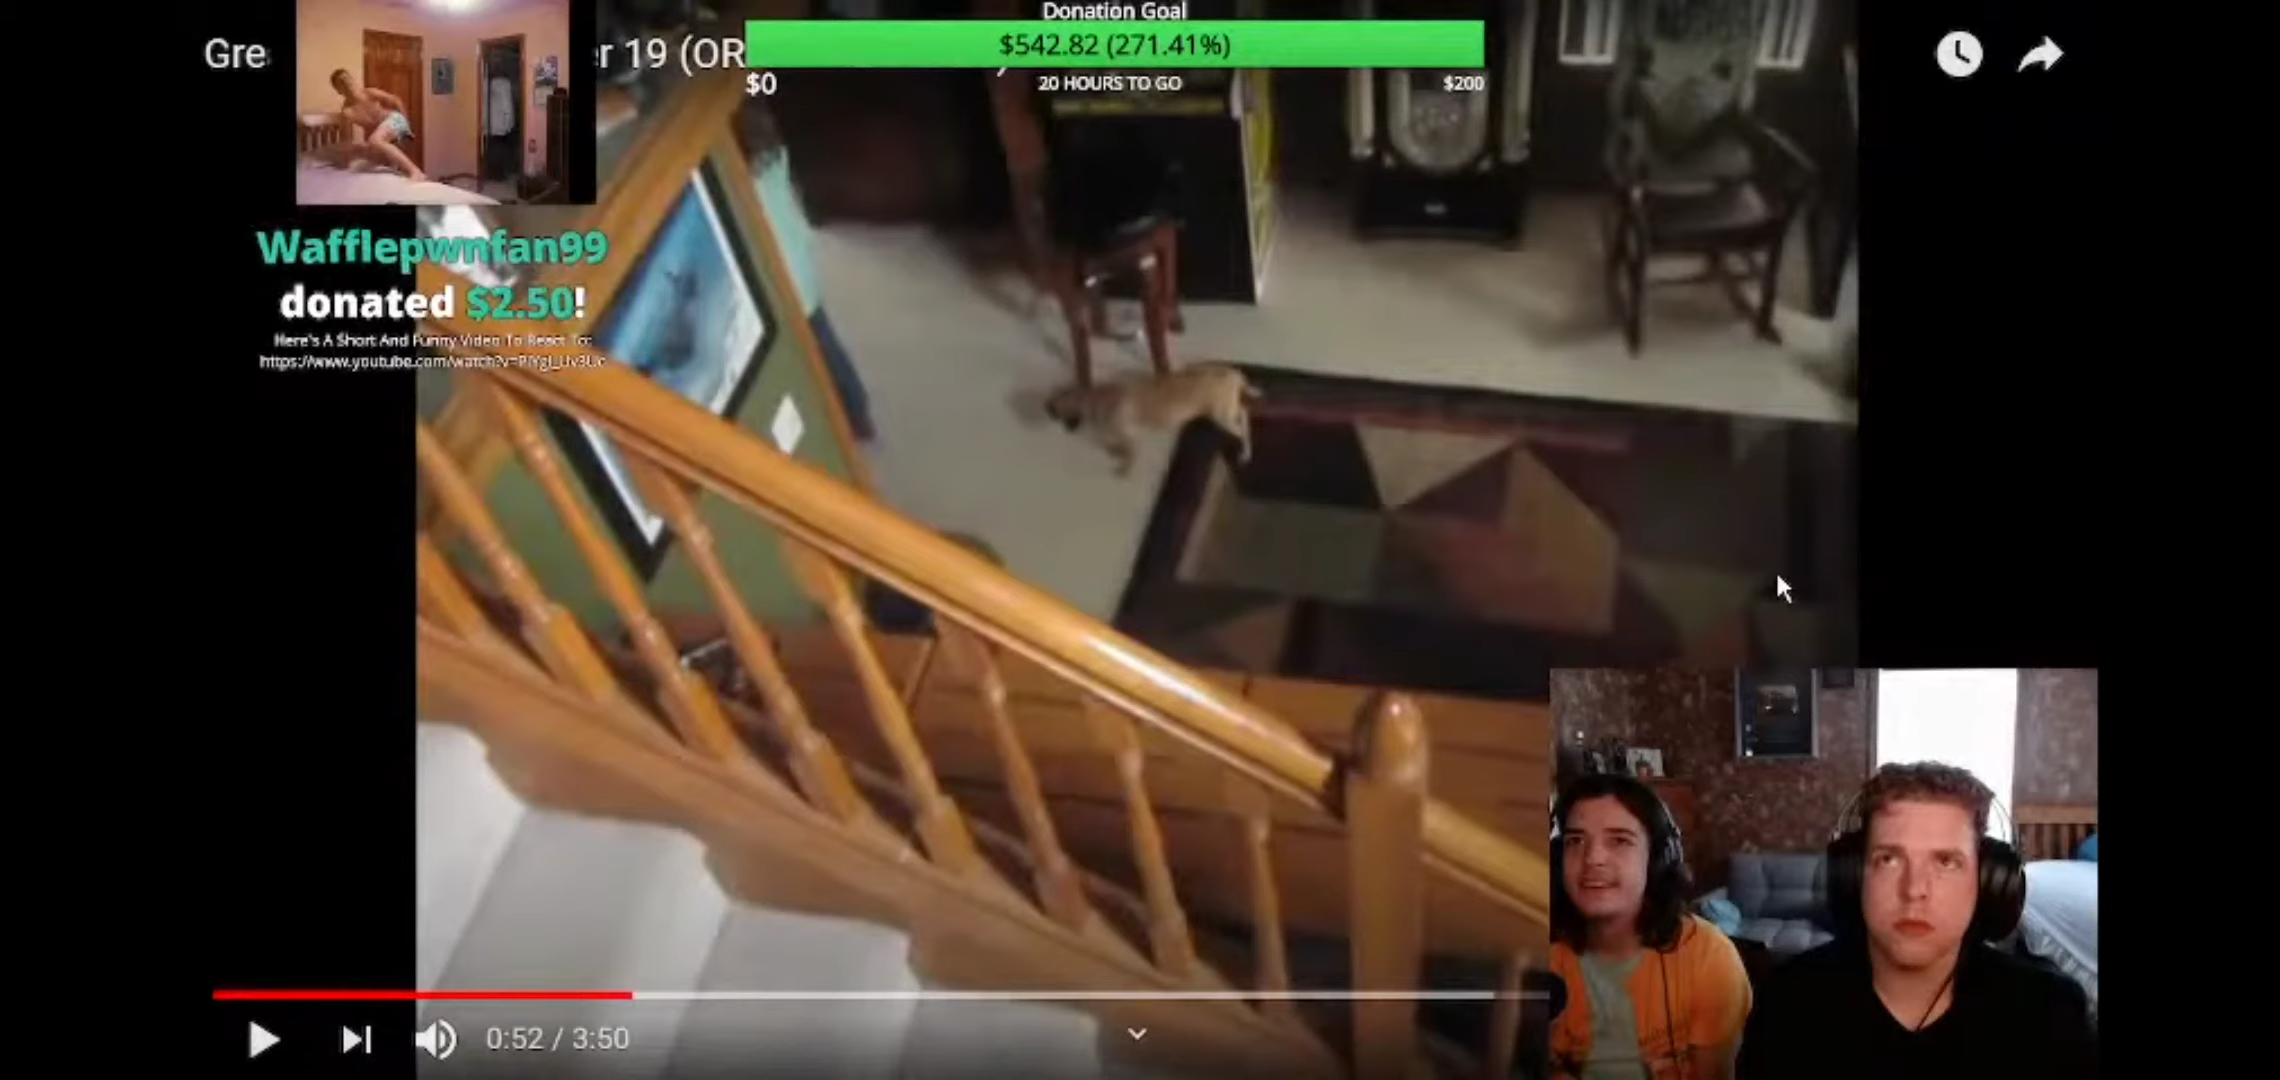 Donation Goal
$542.82 (271.41%)
Gre
r 19 (OR
$0
20 HOURS TO GO
$200
Wafflepwnfan99
donated $2.50!
Here's A Short And Funny Video To React To:
0:52 / 3:50